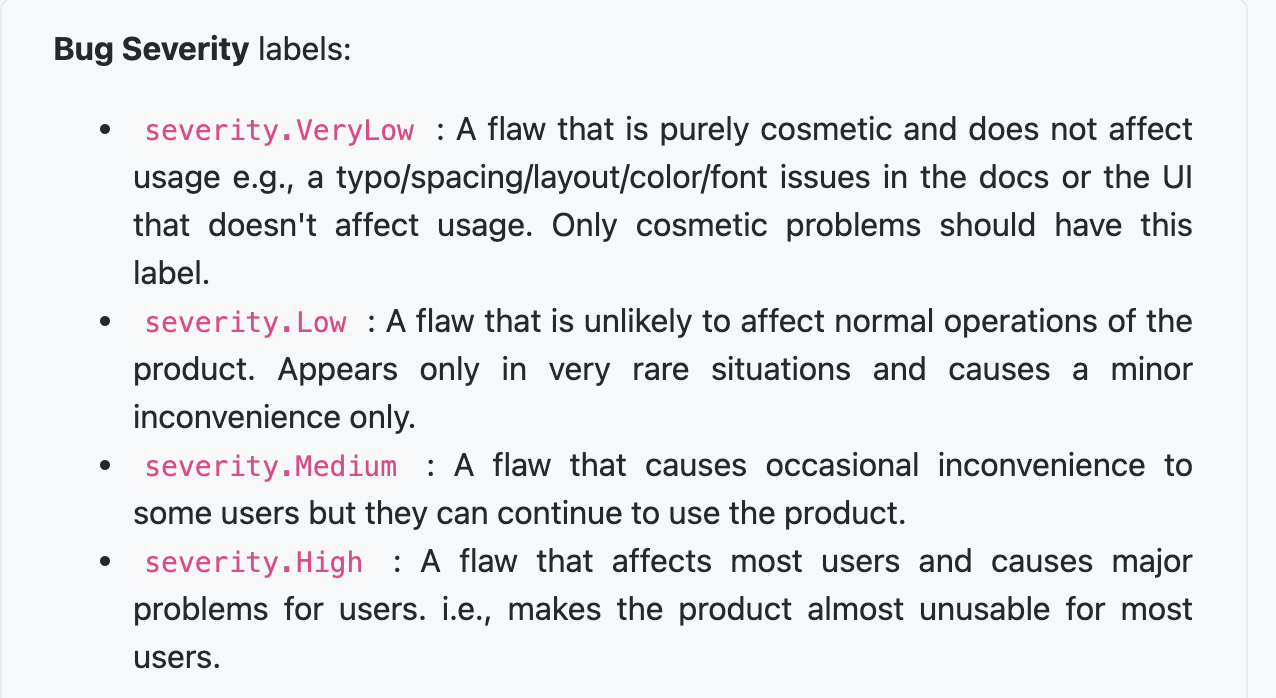 Bug Severity labels:
• severity.VeryLow : A flaw that is purely cosmetic and does not affect
usage e.g., a typo/spacing/layout/color/font issues in the docs or the UI
that doesn't affect usage. Only cosmetic problems should have this
label.
• severity.Low : A flaw that is unlikely to affect normal operations of the
product. Appears only in very rare situations and causes a minor
inconvenience only.
• severity.Medium : A flaw that causes occasional inconvenience to
some users but they can continue to use the product.
• severity.High : A flaw that affects most users and causes major
problems for users. i.e., makes the product almost unusable for most
users.